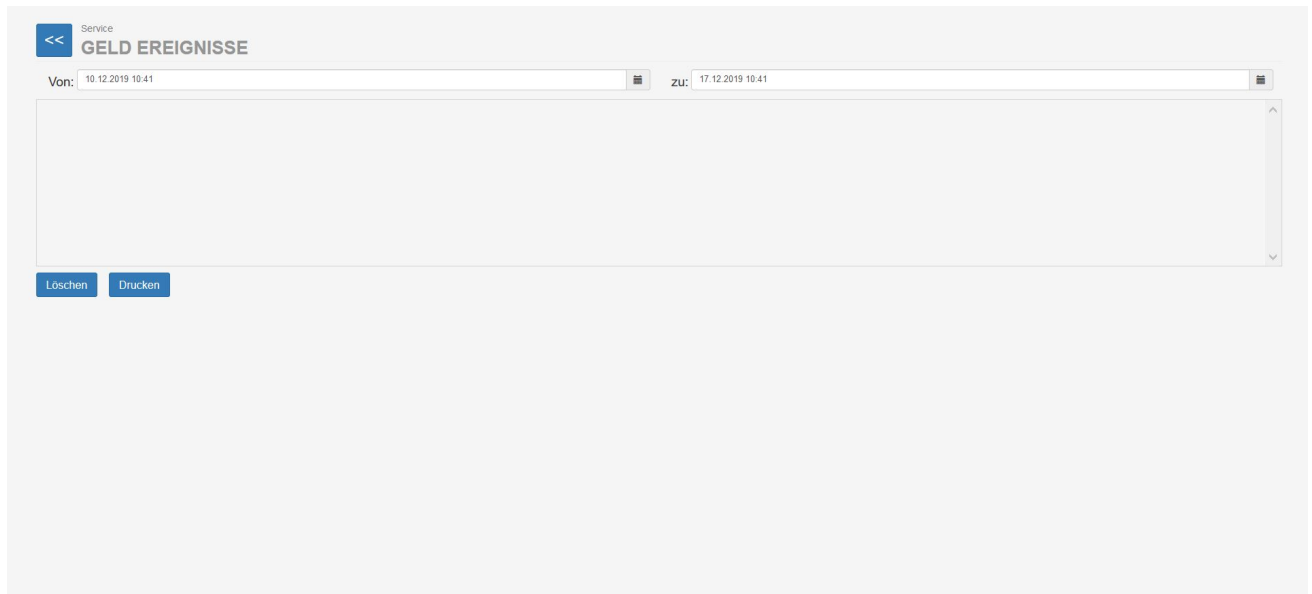 <<
Service
GELD EREIGNISSE
Von: 10.12.2019 10:41 zu: 17.12.2019 10:41
Löschen Drucken